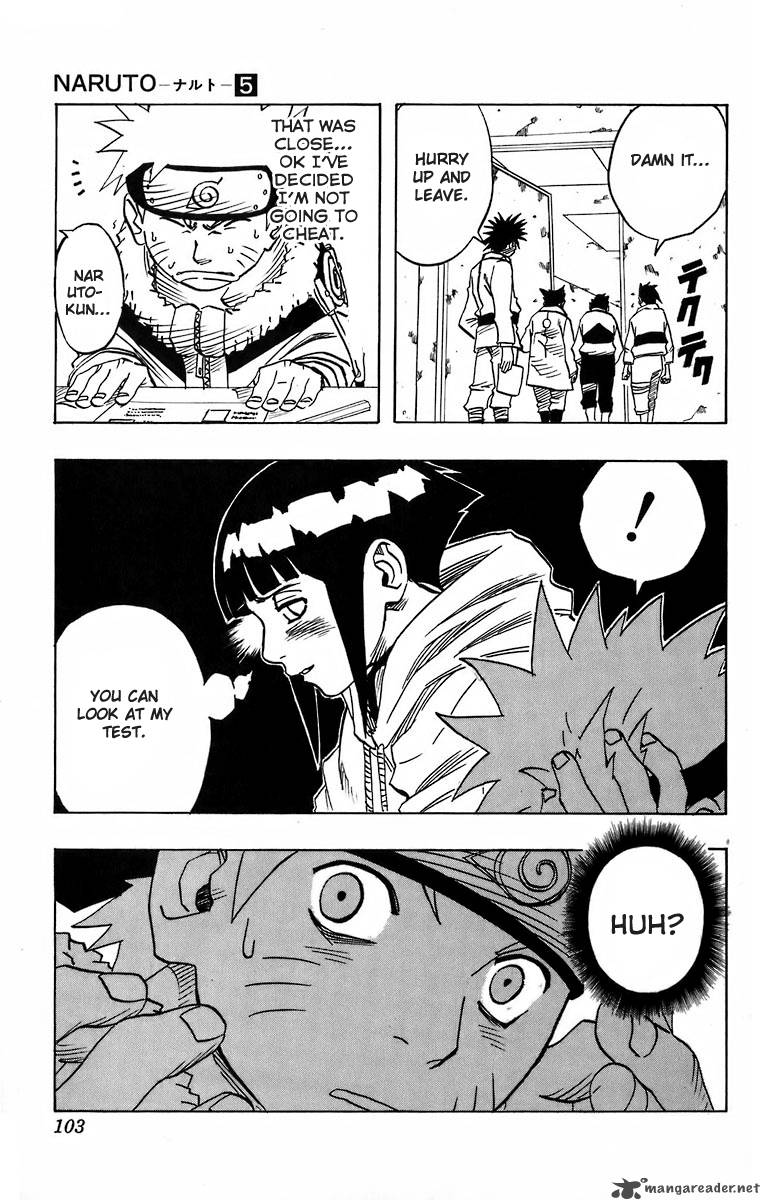 NARUTO—ナルト—5
DAMN IT...
HURRY
UP AND
LEAVE.
テクテク
THAT WAS
CLOSE...
OK I'VE
DECIDED
I'M NOT
GOING TO
CHEAT.
NAR
UTO-
KUN...
!
YOU CAN
LOOK AT MY
TEST.
HUH?
103
mangareader.net